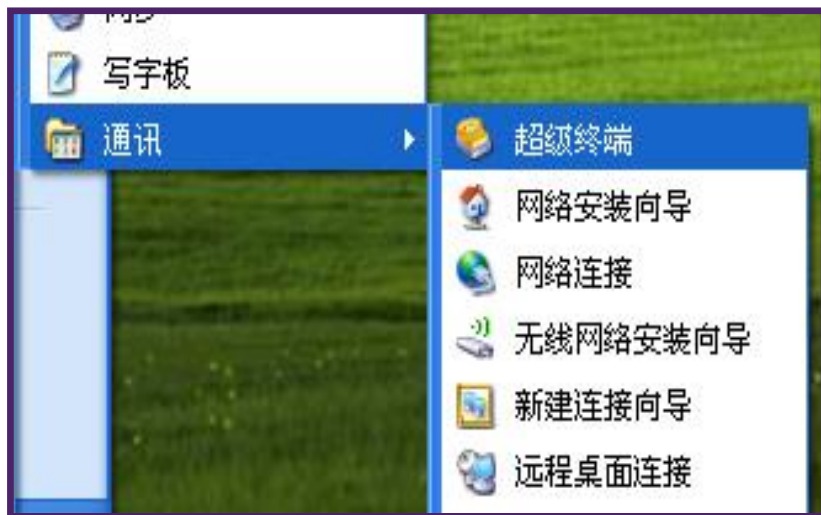 写字板
通讯
超级终端
网络安装向导
网络连接
无线网络安装向导
新建连接向导
远程桌面连接